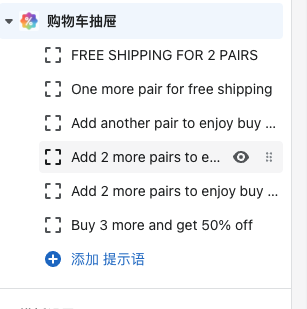 购物车抽屉
FREE SHIPPING FOR 2 PAIRS
One more pair for free shipping
Add another pair to enjoy buy ...
Add 2 more pairs to e...
Add 2 more pairs to enjoy buy ...
Buy 3 more and get 50% off
添加 提示语